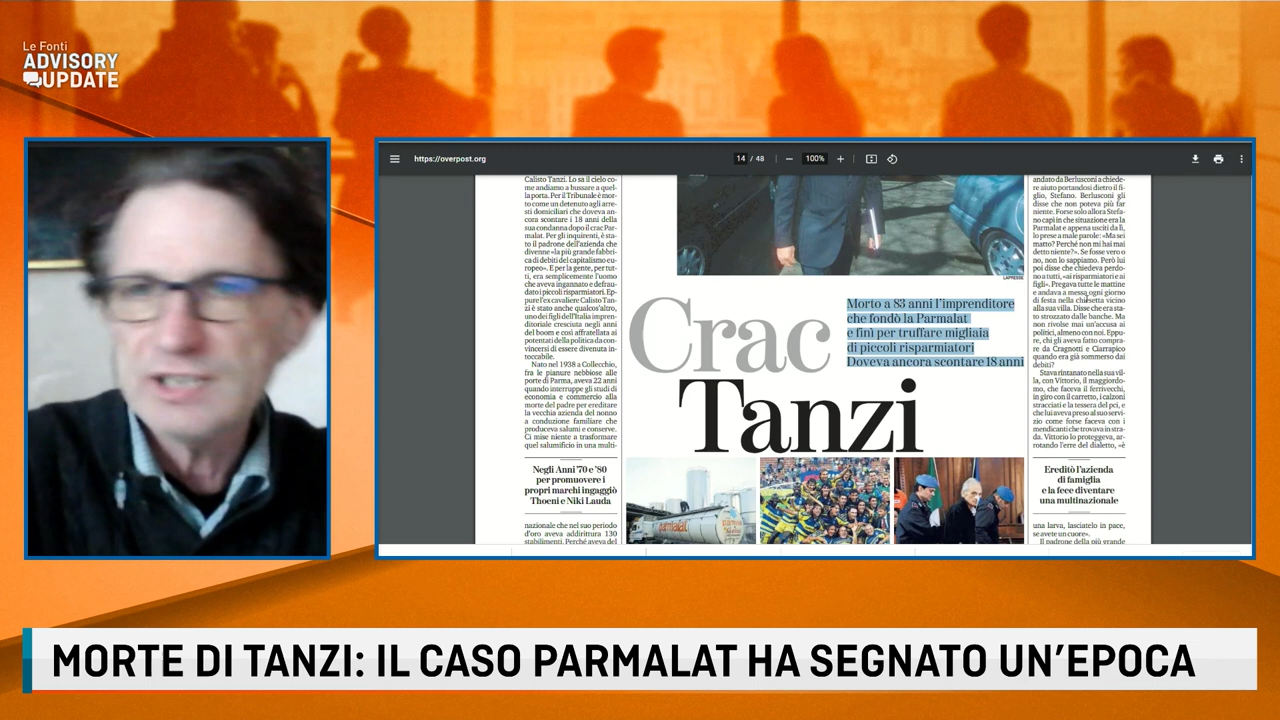 Le Fonti
ADVISORY
UPDATE
https://overpost.org
14 / 48
100%
Calisto Tanzi. Lo sa il cielo co-
me andiamo a bussare a quel-
la porta. Per il Tribunale è mor-
to come un detenuto agli arre-
sti domiciliari che doveva an-
cora scontare i 18 anni della
sua condanna dopo il crac Par-
malat. Per gli inquirenti, è sta-
to il padrone dell'azienda che
divenne «la più grande fabbri-
ca di debiti del capitalismo eu-
ropeo». E per la gente, per tut-
ti, era semplicemente l'uomo
che aveva ingannato e defrau-
dato i piccoli risparmiatori. Ep-
pure l'ex cavaliere Calisto Tan-
zi è stato anche qualcos'altro,
uno dei figli dell'Italia impren-
ditoriale cresciuta negli anni
del boom e così affratellata ai
potentati della politica da con-
vincersi di essere divenuta in-
toccabile.
Nato nel 1938 a Collecchio,
fra le pianure nebbiose alle
porte di Parma, aveva 22 anni
quando interruppe gli studi di
economia e commercio alla
morte del padre per ereditare
la vecchia azienda del nonno
a conduzione familiare che
produceva salumi e conserve.
Ci mise niente a trasformare
quel salumificio in una multi-
Negli Anni '70 e '80
per promuovere i
propri marchi ingaggiò
Thoeni e Niki Lauda
nazionale che nel suo periodo
d'oro aveva addirittura 130
stabilimenti. Perché aveva del
LAPRESSE
Crac
Tanzi
Morto a 83 anni l'imprenditore
che fondò la Parmalat
e finì per truffare migliaia
di piccoli risparmiatori
Doveva ancora scontare 18 anni
parmalat
andato da Berlusconi a chiede-
re aiuto portandosi dietro il fi-
glio, Stefano. Berlusconi gli
disse che non poteva più far
niente. Forse solo allora Stefa-
no capì in che situazione era la
Parmalat e appena usciti da lì,
lo prese a male parole: «Ma sei
matto? Perché non mi hai mai
detto niente?». Se fosse vero o
no, non lo sappiamo. Però lui
poi disse che chiedeva perdo-
no a tutti, «ai risparmiatori e ai
figli». Pregava tutte le mattine
e andava a messa ogni giorno
di festa nella chiesetta vicino
alla sua villa. Disse che era sta-
to strozzato dalle banche. Ma
non rivolse mai un'accusa ai
politici, almeno con noi. Eppu-
re, chi gli aveva fatto compra-
re da Cragnotti e Ciarrapico
quando era già sommerso dai
debiti?
Stava rintanato nella sua vil-
la, con Vittorio, il maggiordo-
mo, che faceva il ferrivecchi,
in giro con il carretto, i calzoni
stracciati e la tessera del pci, e
che lui aveva preso al suo servi-
zio come forse faceva con i
mendicanti che trovava in stra-
da. Vittorio lo proteggeva, ar-
rotando l'erre del dialetto, «è
Ereditò l'azienda
di famiglia
e la fece diventare
una multinazionale
una larva, lasciatelo in pace,
se avete un cuore».
Il padrone della più grande
MORTE DI TANZI: IL CASO PARMALAT HA SEGNATO UN'EPOCA